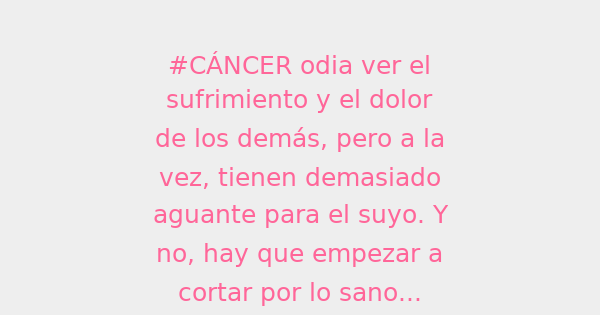 #CÁNCER odia ver el
sufrimiento y el dolor
de los demás, pero a la
vez, tienen demasiado
aguante para el suyo. Y
no, hay que empezar a
cortar por lo sano...